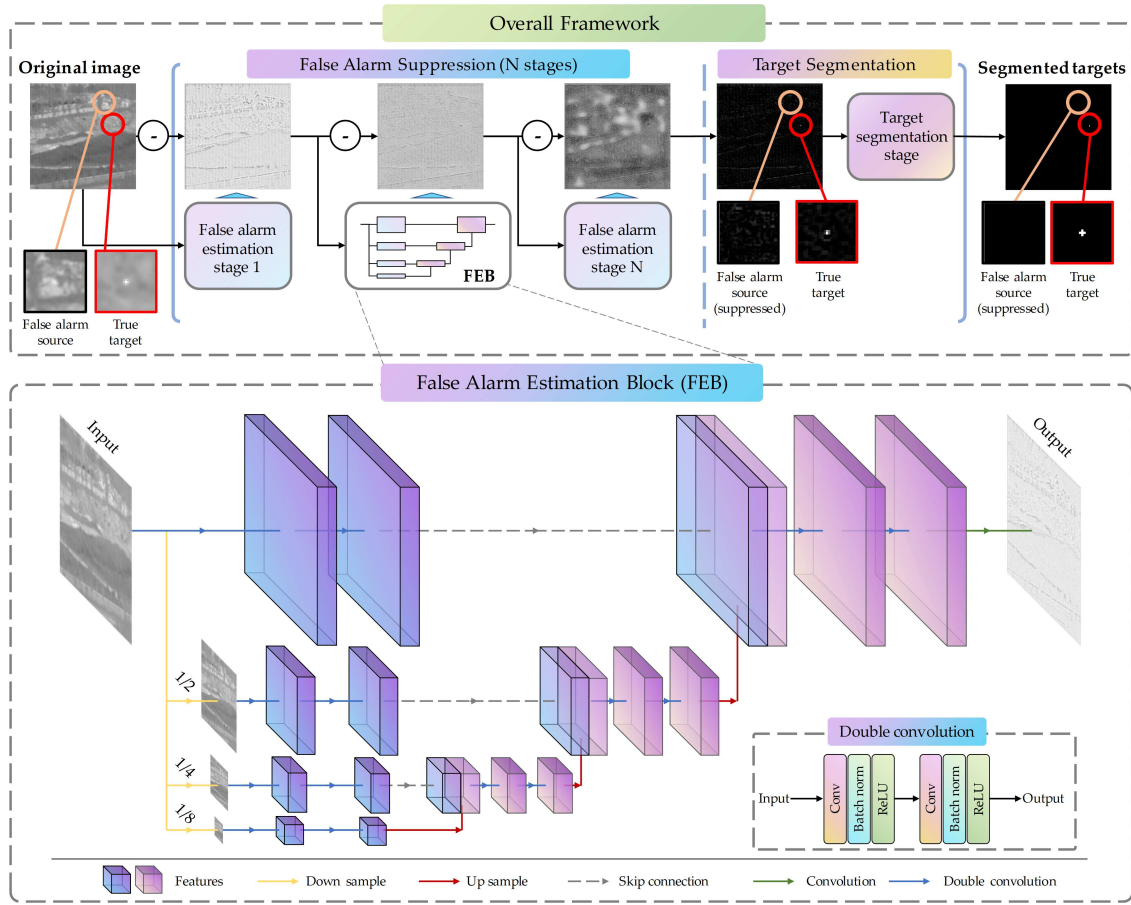 Overall Framework
Original image
False Alarm Suppression (N stages)
Target Segmentation
Segmented targets
-
-
-
Target
segmentation
stage
False alarm
estimation
stage 1
FEB
False alarm
estimation
stage N
False alarm
source
True
target
False alarm
source
(suppressed)
True
target
False alarm
source
(suppressed)
True
target
False Alarm Estimation Block (FEB)
Input
Output
1/2
1/4
1/8
Double convolution
Input
Conv
Batch norm
ReLU
Conv
Batch norm
ReLU
Output
Features
Down sample
Up sample
Skip connection
Convolution
Double convolution